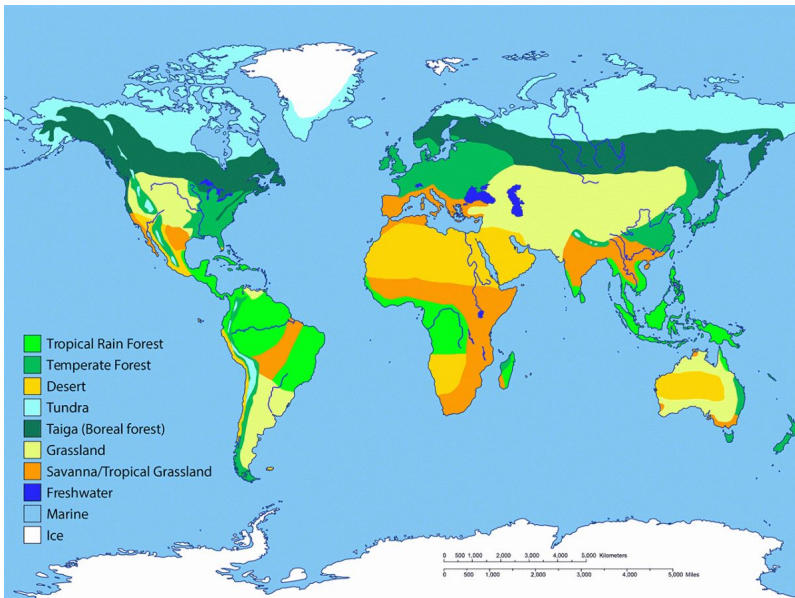 Tropical Rain Forest
Temperate Forest
Desert
Tundra
Taiga (Boreal forest)
Grassland
Savanna/Tropical Grassland
Freshwater
Marine
Ice
0 500 1,000 2,000 3,000 4,000 5,000 Kilometers
0 500 1,000 2,000 3,000 4,000 5,000 Miles